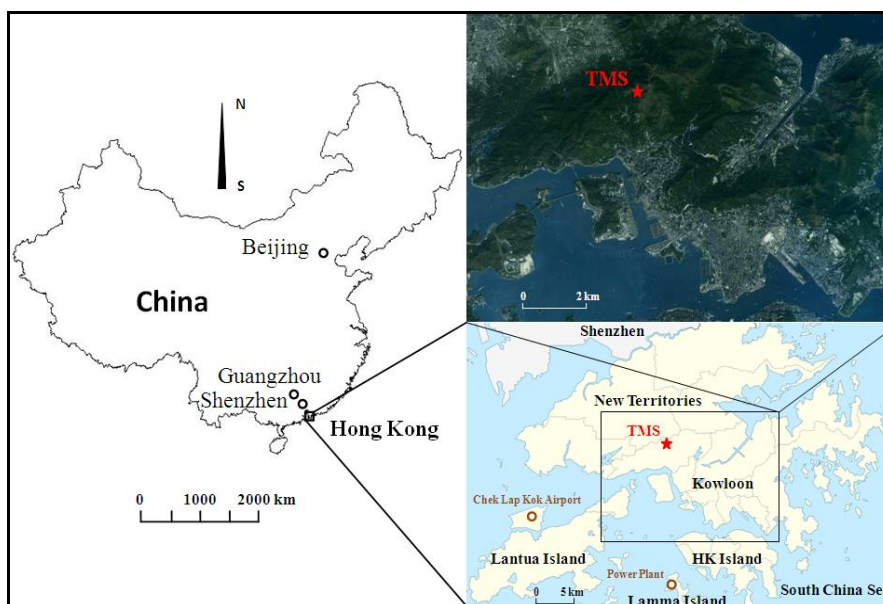 N
S
Beijing
China
Guangzhou
Shenzhen
Hong Kong
0 1000 2000 km
TMS
0 2 km
Shenzhen
New Territories
TMS
Kowloon
Chek Lap Kok Airport
Lantua Island
HK Island
Power Plant
0 5 km
Lamma Island
South China Se